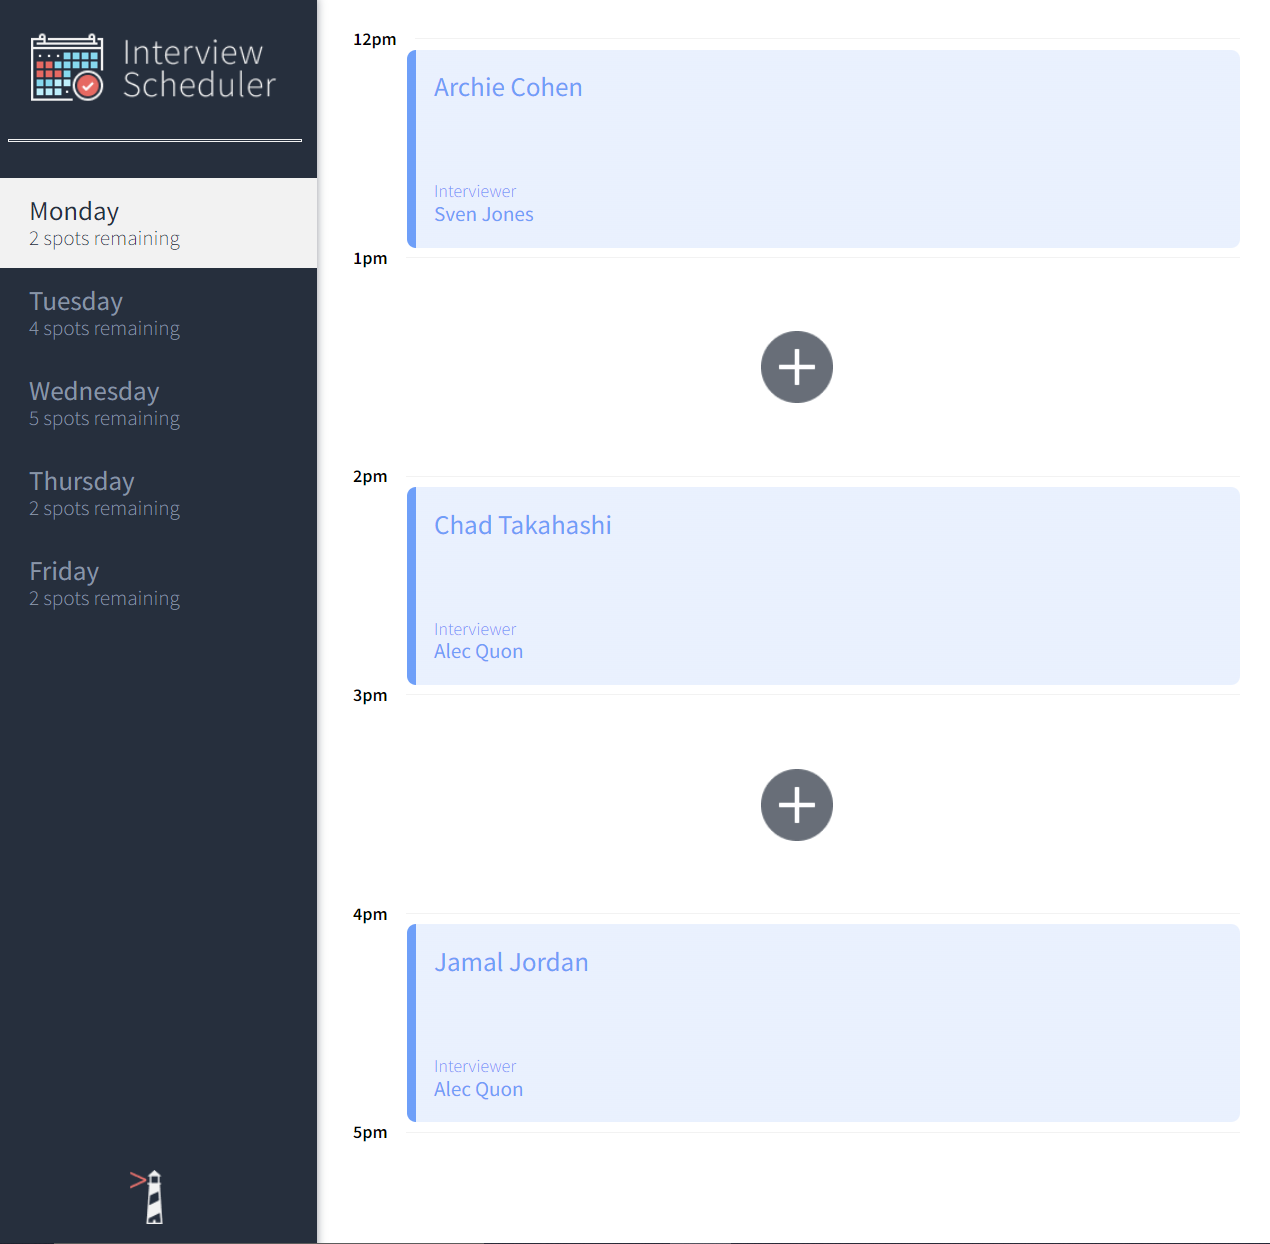 Interview
Scheduler
Monday
2 spots remaining
Tuesday
4 spots remaining
Wednesday
5 spots remaining
Thursday
2 spots remaining
Friday
2 spots remaining
12pm
Archie Cohen
Interviewer
Sven Jones
1pm
2pm
Chad Takahashi
Interviewer
Alec Quon
3pm
4pm
Jamal Jordan
Interviewer
Alec Quon
5pm